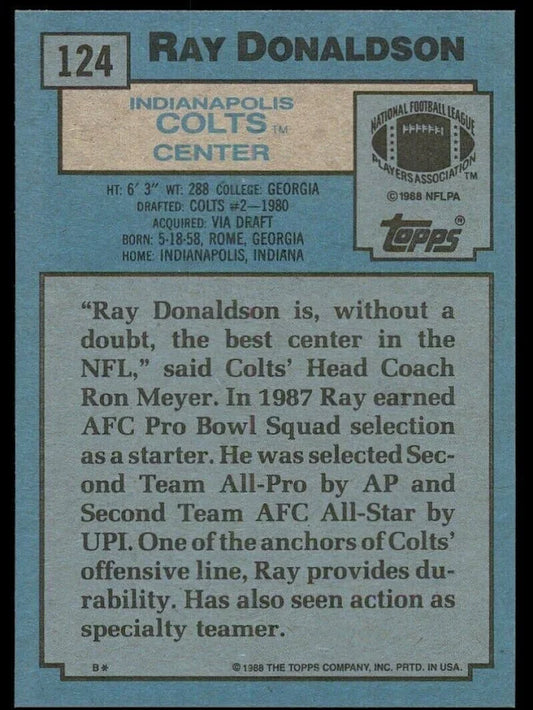 124
RAY DONALDSON
INDIANAPOLIS
COLTS TM
CENTER
NATIONAL FOOTBALL LEAGUE
PLAYERS ASSOCIATION TM
© 1988 NFLPA
topps ®
HT: 6' 3" WT: 288 COLLEGE: GEORGIA
DRAFTED: COLTS #2—1980
ACQUIRED: VIA DRAFT
BORN: 5-18-58, ROME, GEORGIA
HOME: INDIANAPOLIS, INDIANA
“Ray Donaldson is, without a
doubt, the best center in the
NFL,” said Colts’ Head Coach
Ron Meyer. In 1987 Ray earned
AFC Pro Bowl Squad selection
as a starter. He was selected Sec-
ond Team All-Pro by AP and
Second Team AFC All-Star by
UPI. One of the anchors of Colts’
offensive line, Ray provides du-
rability. Has also seen action as
specialty teamer.
B*
© 1988 THE TOPPS COMPANY, INC. PRTD. IN USA.